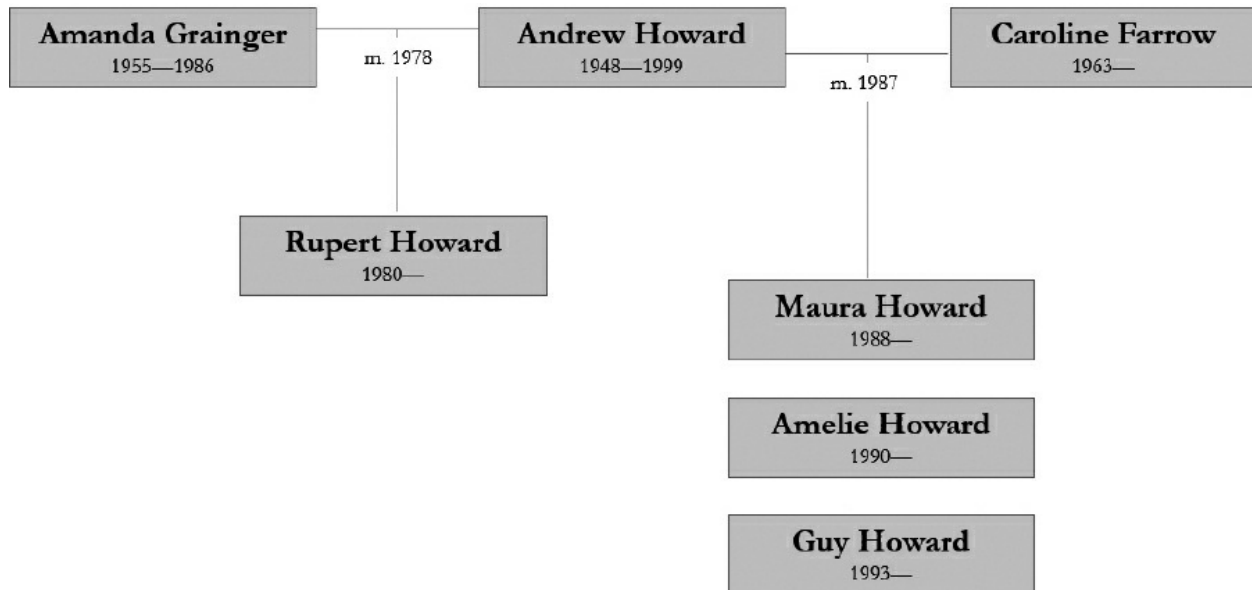 Amanda Grainger
1955—1986
m. 1978
Andrew Howard
1948—1999
m. 1987
Caroline Farrow
1963—
Rupert Howard
1980—
Maura Howard
1988—
Amelie Howard
1990—
Guy Howard
1993—